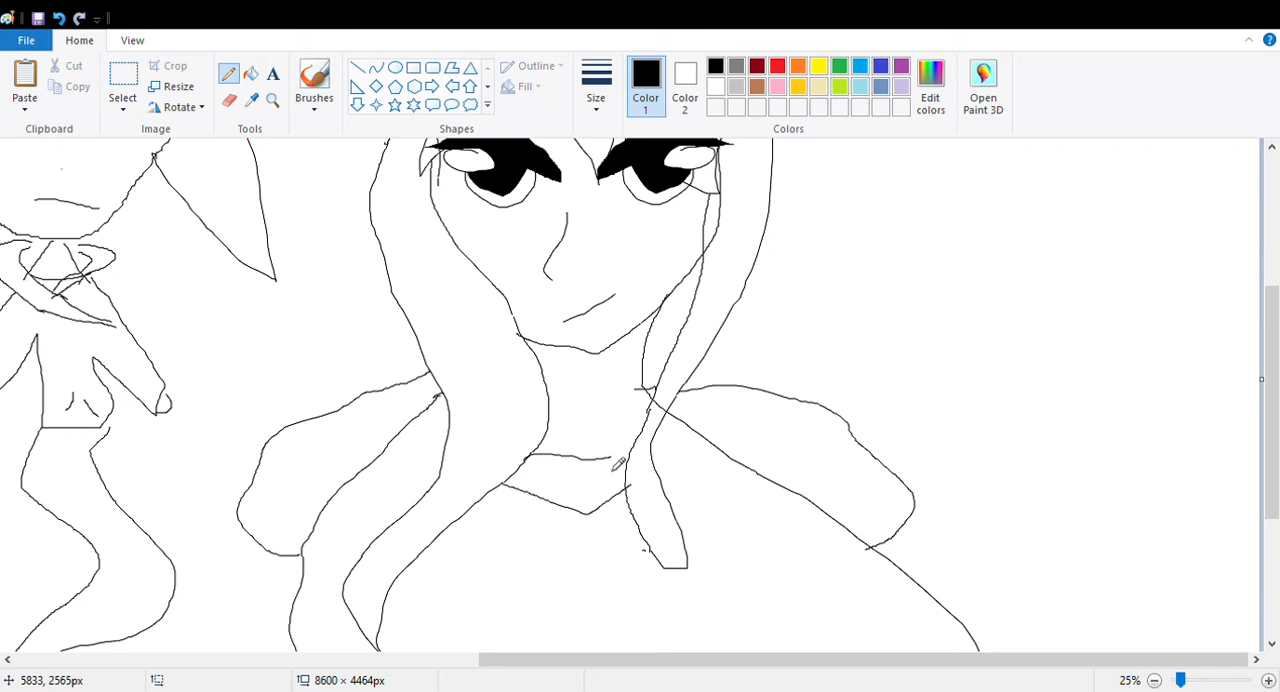 File Home View
Cut
Copy
Paste
Clipboard
Select
Crop
Resize
Rotate
Image
A
Tools
Brushes
Outline
Fill
Shapes
Size
Color 1
Color 2
Edit colors
Colors
Open Paint 3D
5833, 2565px
8600 × 4464px
25%